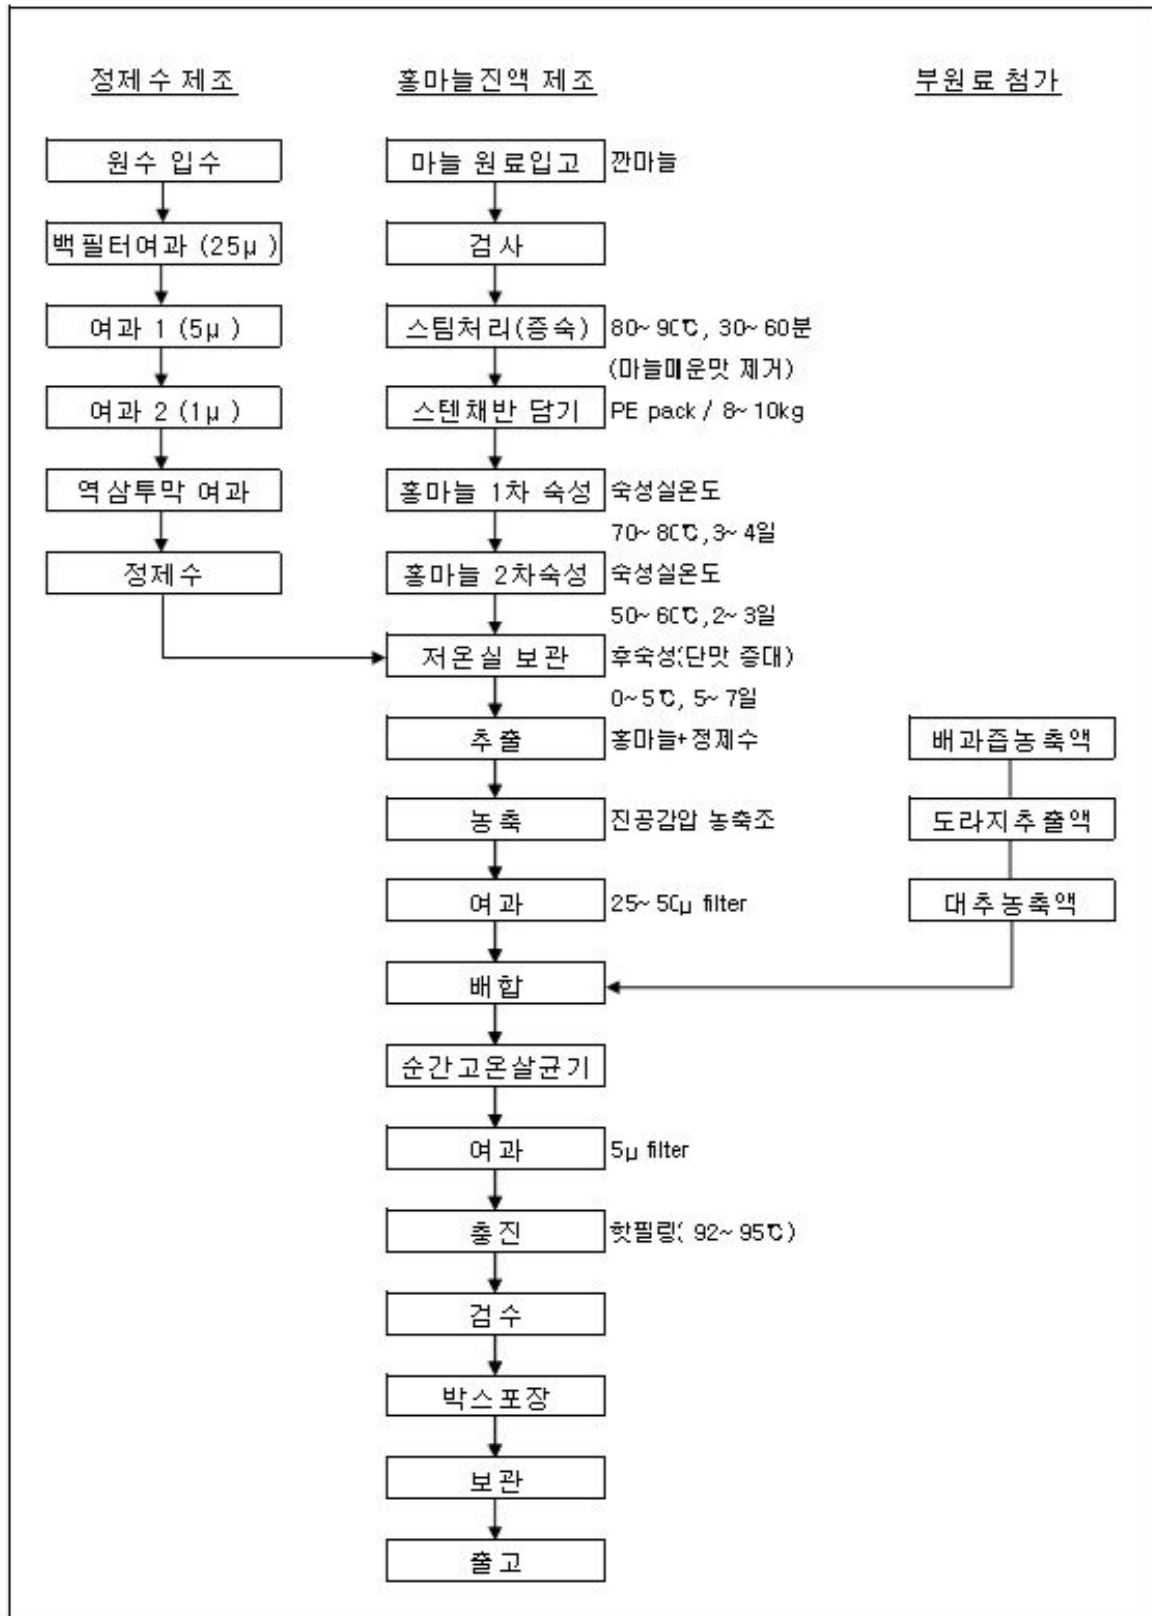 정제수 제조
홍마늘진액 제조
부원료 첨가
원수 입수
백필터여과 (25μ)
여과 1 (5μ)
여과 2 (1μ)
역삼투막 여과
정제수
마늘 원료입고 깐마늘
검사
스팀처리(증숙) 80~90℃, 30~60분
(마늘매운맛 제거)
스텐채반 담기 PE pack / 8~10kg
홍마늘 1차 숙성 숙성실온도
70~80℃,3~4일
홍마늘 2차숙성 숙성실온도
50~60℃,2~3일
저온실 보관 후숙성(단맛 증대)
0~5℃, 5~7일
추출 홍마늘+정제수
농축 진공감압 농축조
여과 25~50μ filter
배합
순간고온살균기
여과 5μ filter
충진 핫필링( 92~95℃)
검수
박스포장
보관
출고
배과즙농축액
도라지추출액
대추농축액